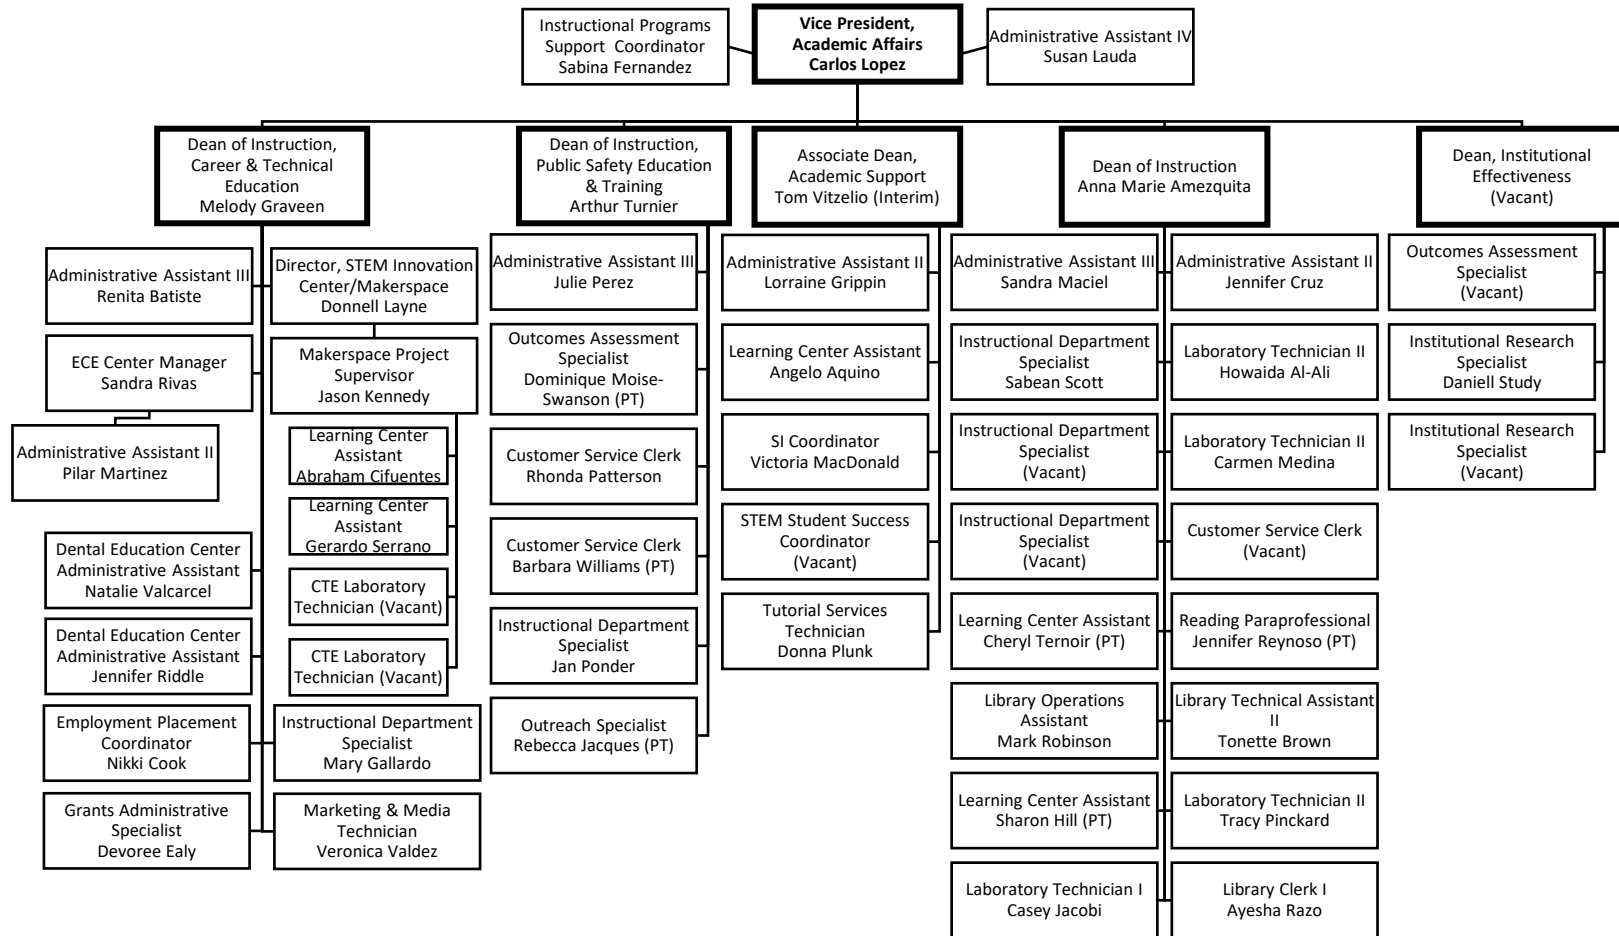 Instructional Programs
Support Coordinator
Sabina Fernandez
Vice President,
Academic Affairs
Carlos Lopez
Administrative Assistant IV
Susan Lauda
Dean of Instruction,
Career & Technical
Education
Melody Graveen
Dean of Instruction,
Public Safety Education
& Training
Arthur Turnier
Associate Dean,
Academic Support
Tom Vitzelio (Interim)
Dean of Instruction
Anna Marie Amezquita
Dean, Institutional
Effectiveness
(Vacant)
Administrative Assistant III
Renita Batiste
Director, STEM Innovation
Center/Makerspace
Donnell Layne
ECE Center Manager
Sandra Rivas
Makerspace Project
Supervisor
Jason Kennedy
Administrative Assistant II
Pilar Martinez
Learning Center
Assistant
Abraham Cifuentes
Learning Center
Assistant
Gerardo Serrano
CTE Laboratory
Technician (Vacant)
CTE Laboratory
Technician (Vacant)
Dental Education Center
Administrative Assistant
Natalie Valcarcel
Dental Education Center
Administrative Assistant
Jennifer Riddle
Employment Placement
Coordinator
Nikki Cook
Instructional Department
Specialist
Mary Gallardo
Grants Administrative
Specialist
Devoree Ealy
Marketing & Media
Technician
Veronica Valdez
Administrative Assistant III
Julie Perez
Outcomes Assessment
Specialist
Dominique Moise-
Swanson (PT)
Customer Service Clerk
Rhonda Patterson
Customer Service Clerk
Barbara Williams (PT)
Instructional Department
Specialist
Jan Ponder
Outreach Specialist
Rebecca Jacques (PT)
Administrative Assistant II
Lorraine Grippin
Learning Center Assistant
Angelo Aquino
SI Coordinator
Victoria MacDonald
STEM Student Success
Coordinator
(Vacant)
Tutorial Services
Technician
Donna Plunk
Administrative Assistant III
Sandra Maciel
Administrative Assistant II
Jennifer Cruz
Instructional Department
Specialist
Sabean Scott
Laboratory Technician II
Howaida Al-Ali
Instructional Department
Specialist
(Vacant)
Laboratory Technician II
Carmen Medina
Instructional Department
Specialist
(Vacant)
Customer Service Clerk
(Vacant)
Learning Center Assistant
Cheryl Ternoir (PT)
Reading Paraprofessional
Jennifer Reynoso (PT)
Library Operations
Assistant
Mark Robinson
Library Technical Assistant
II
Tonette Brown
Learning Center Assistant
Sharon Hill (PT)
Laboratory Technician II
Tracy Pinckard
Laboratory Technician I
Casey Jacobi
Library Clerk I
Ayesha Razo
Outcomes Assessment
Specialist
(Vacant)
Institutional Research
Specialist
Daniell Study
Institutional Research
Specialist
(Vacant)